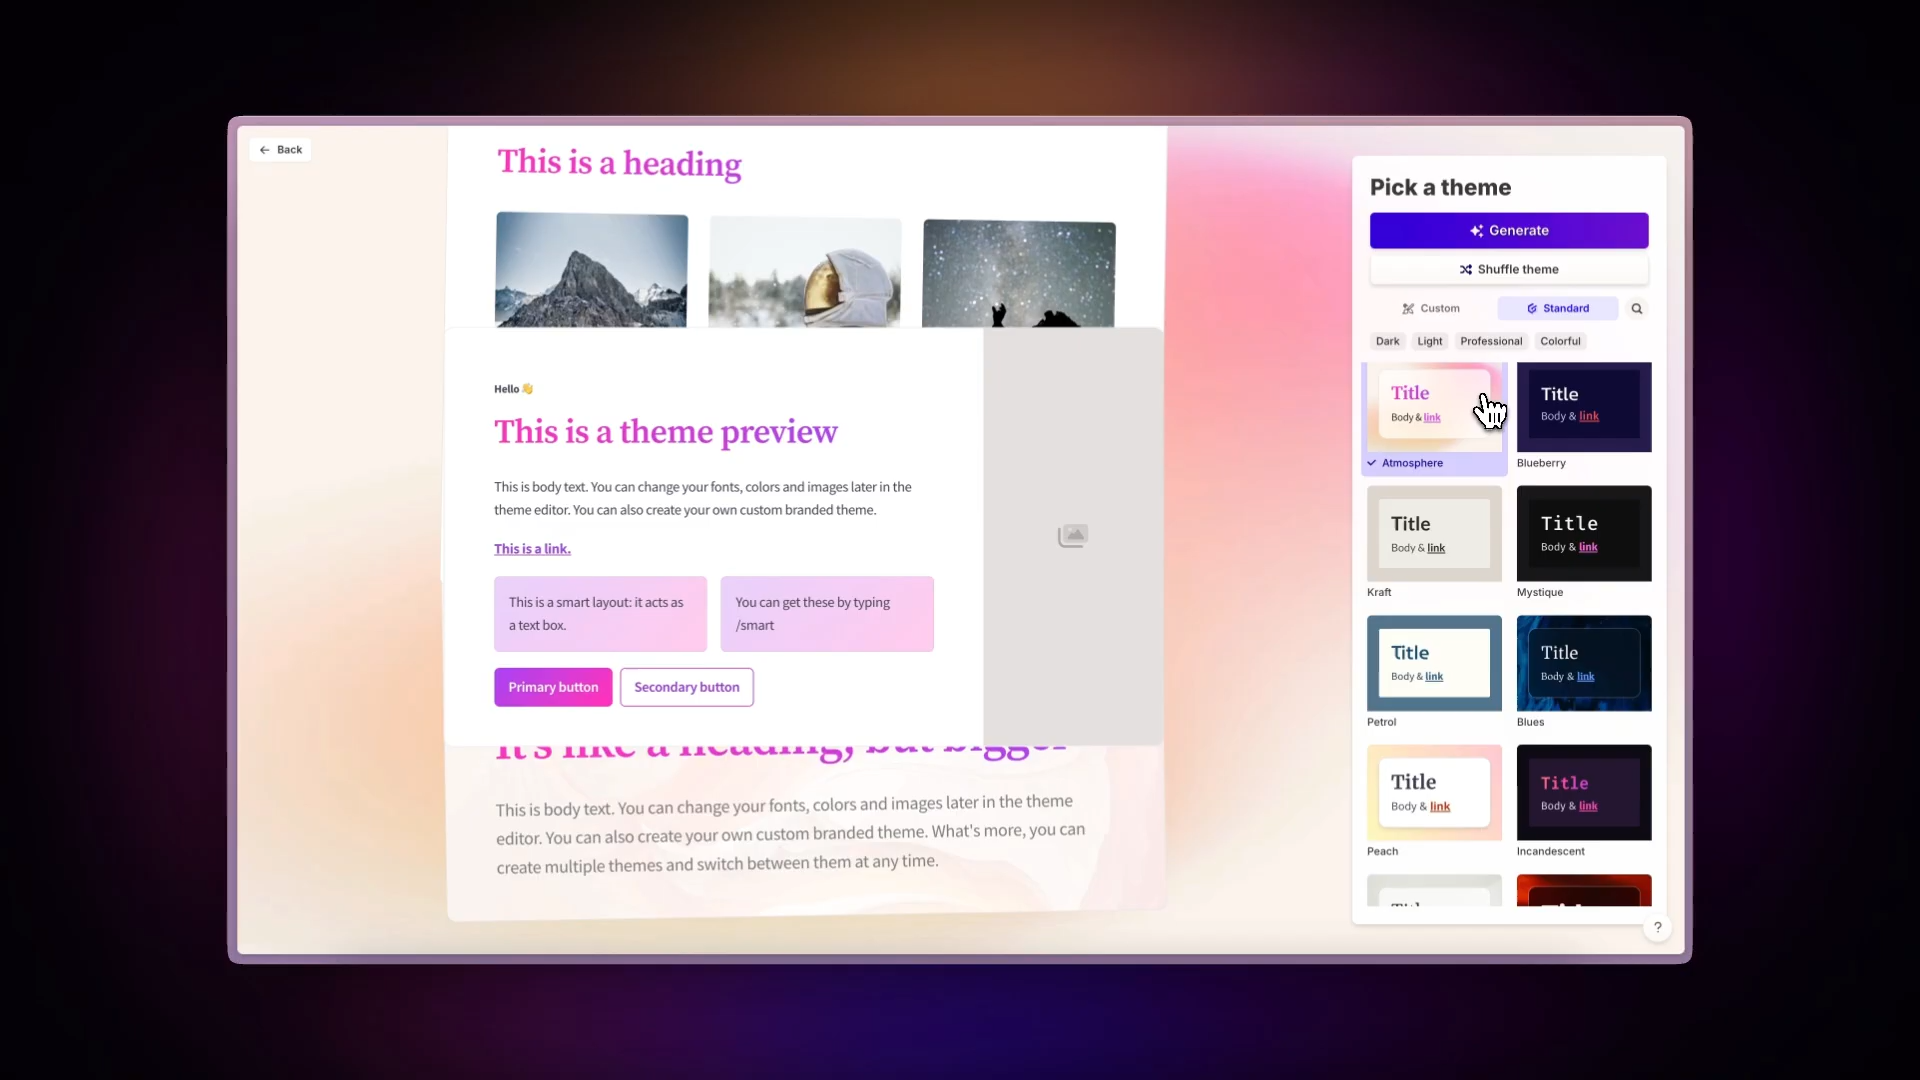 Back
This is a heading
Hello 👋
This is a theme preview
This is body text. You can change your fonts, colors and images later in the
theme editor. You can also create your own custom branded theme.
This is a link.
This is a smart layout: it acts as
a text box.
You can get these by typing
/smart
Primary button
Secondary button
It's like a heading, but bigger
This is body text. You can change your fonts, colors and images later in the theme
editor. You can also create your own custom branded theme. What's more, you can
create multiple themes and switch between them at any time.
Pick a theme
Generate
Shuffle theme
Custom
Standard
Dark
Light
Professional
Colorful
Title
Body & link
Atmosphere
Title
Body & link
Blueberry
Title
Body & link
Kraft
Title
Body & link
Mystique
Title
Body & link
Petrol
Title
Body & link
Blues
Title
Body & link
Peach
Title
Body & link
Incandescent
?